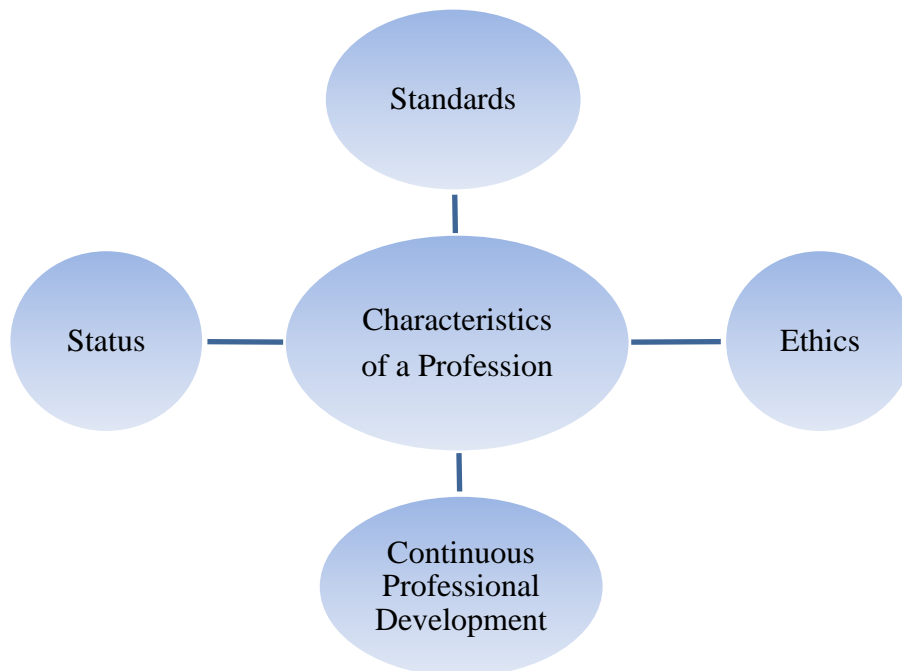 Standards
Status
Characteristics
of a Profession
Ethics
Continuous
Professional
Development